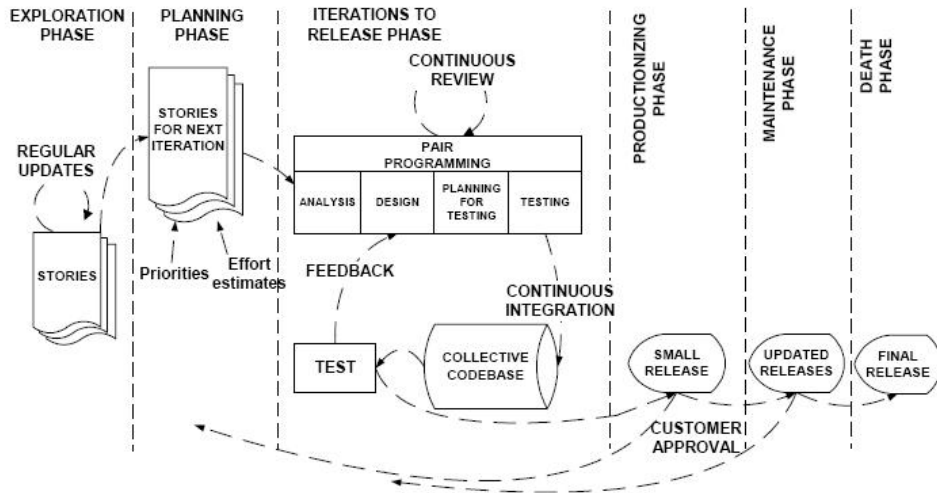 EXPLORATION
PHASE
PLANNING
PHASE
ITERATIONS TO
RELEASE PHASE
PRODUCTIONIZING
PHASE
MAINTENANCE
PHASE
DEATH
PHASE
CONTINUOUS
REVIEW
REGULAR
UPDATES
STORIES
FOR NEXT
ITERATION
PAIR
PROGRAMMING
ANALYSIS
DESIGN
PLANNING
FOR
TESTING
TESTING
STORIES
Priorities
Effort
estimates
FEEDBACK
CONTINUOUS
INTEGRATION
TEST
COLLECTIVE
CODEBASE
SMALL
RELEASE
UPDATED
RELEASES
FINAL
RELEASE
CUSTOMER
APPROVAL